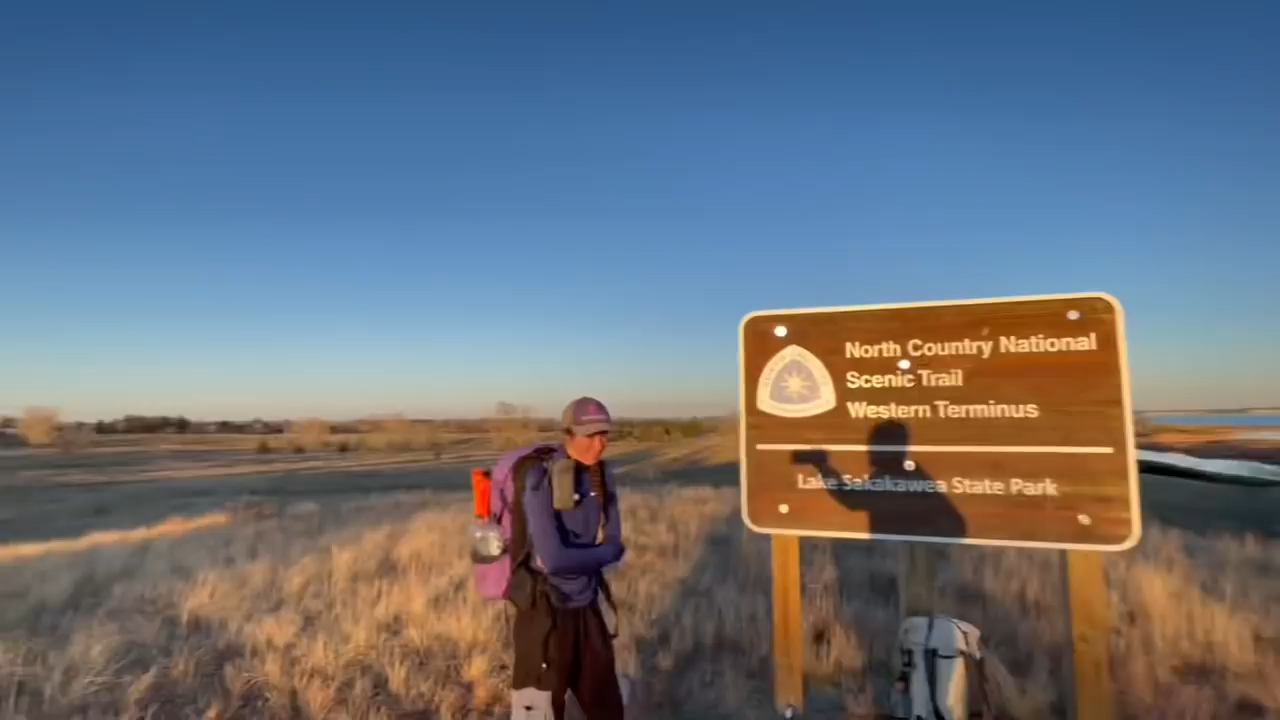 North Country National
Scenic Trail
Western Terminus
Lake Sakakawea State Park